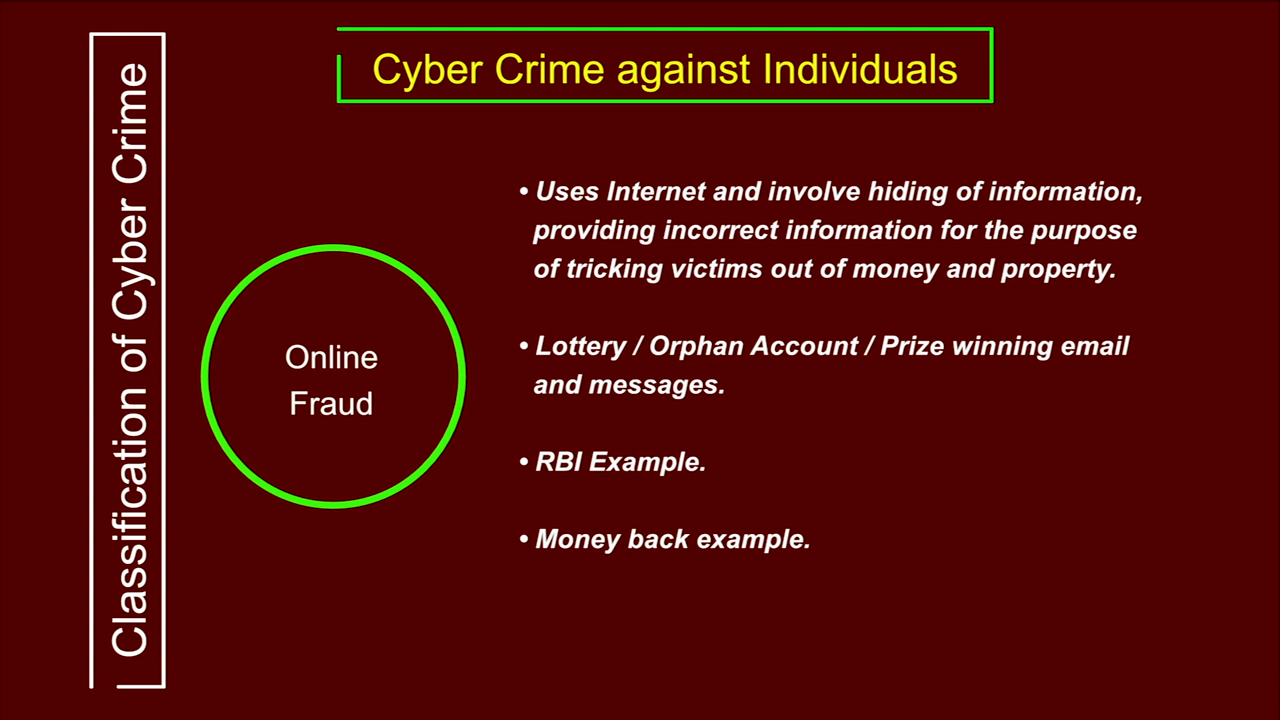 Classification of Cyber Crime
Cyber Crime against Individuals
Online
Fraud
• Uses Internet and involve hiding of information,
providing incorrect information for the purpose
of tricking victims out of money and property.
• Lottery / Orphan Account / Prize winning email
and messages.
• RBI Example.
• Money back example.